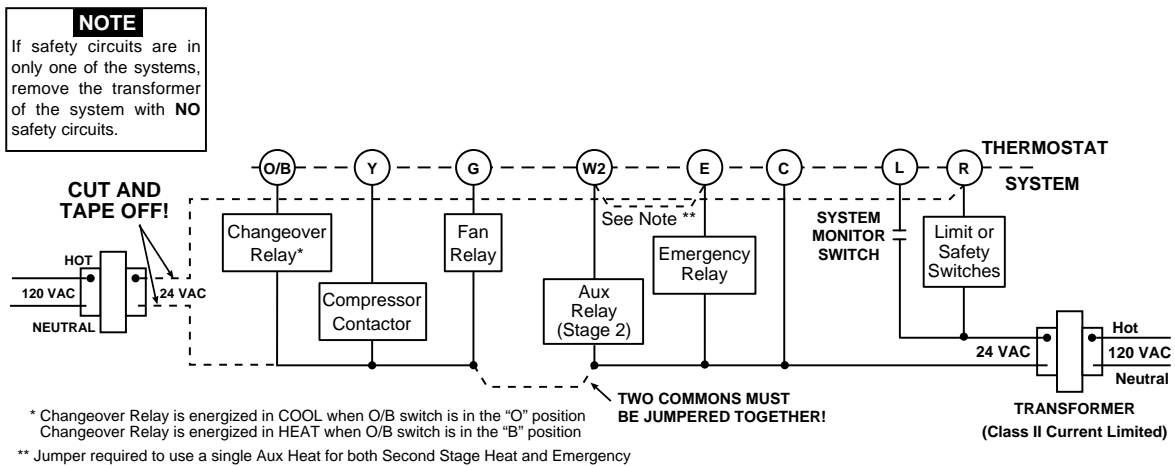 NOTE
If safety circuits are in
only one of the systems,
remove the transformer
of the system with NO
safety circuits.
O/B
Y
G
W2
E
C
L
R
THERMOSTAT
SYSTEM
CUT AND
TAPE OFF!
See Note **
SYSTEM
MONITOR
SWITCH
Changeover
Relay*
Fan
Relay
Emergency
Relay
Limit or
Safety
Switches
HOT
120 VAC
24 VAC
NEUTRAL
Compressor
Contactor
Aux
Relay
(Stage 2)
24 VAC
Hot
120 VAC
Neutral
TWO COMMONS MUST
BE JUMPERED TOGETHER!
TRANSFORMER
(Class II Current Limited)
* Changeover Relay is energized in COOL when O/B switch is in the “O” position
Changeover Relay is energized in HEAT when O/B switch is in the “B” position
** Jumper required to use a single Aux Heat for both Second Stage Heat and Emergency